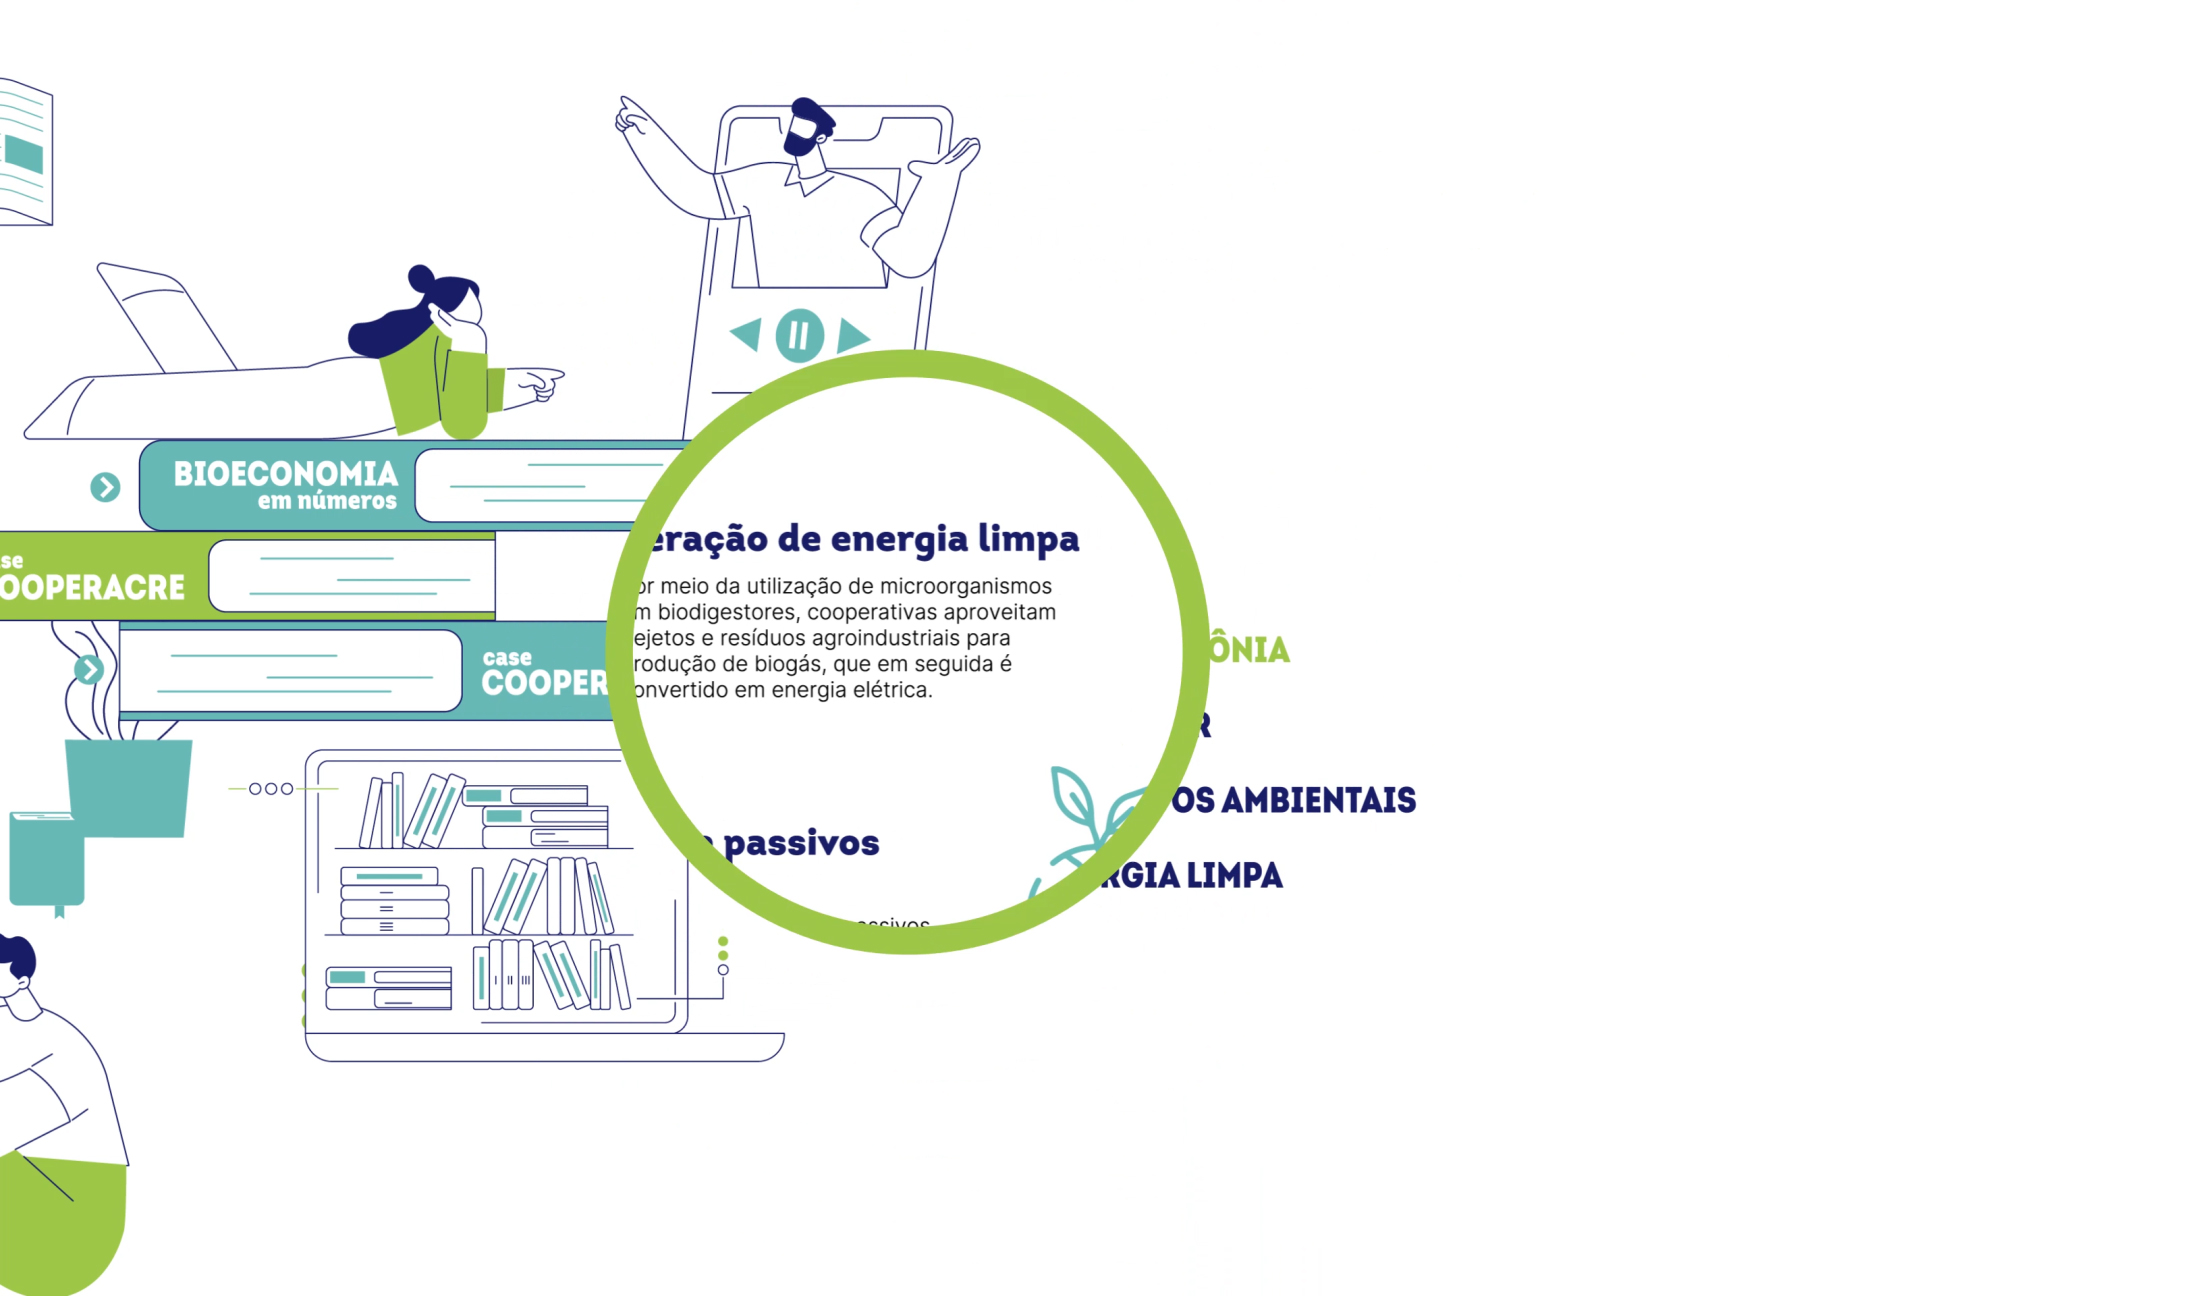 BIOECONOMIA
em números
OOPERACRE
case
COOPER
eração de energia limpa
or meio da utilização de microorganismos
m biodigestores, cooperativas aproveitam
ejetos e resíduos agroindustriais para
rodução de biogás, que em seguida é
onvertido em energia elétrica.
passivos
ÔNIA
R
OS AMBIENTAIS
RGIA LIMPA